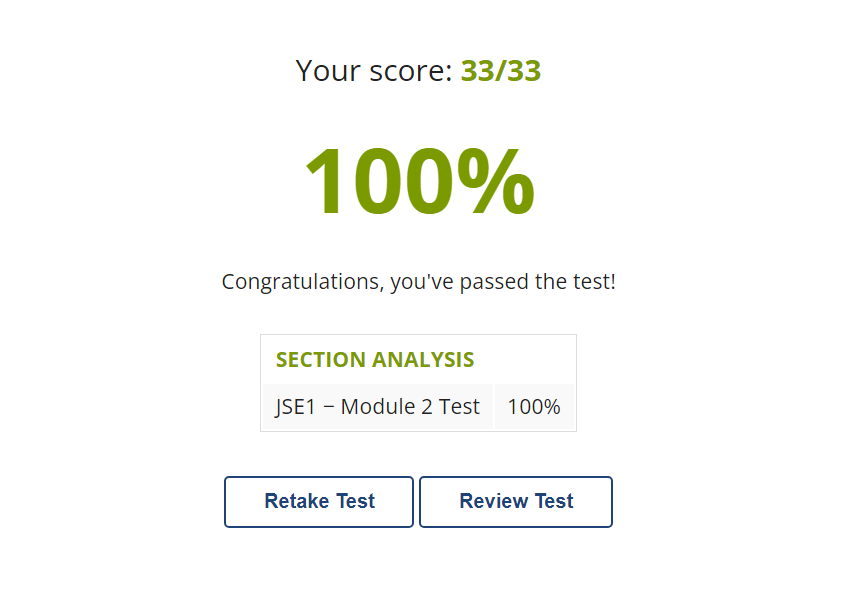 Your score: 33/33
100%
Congratulations, you've passed the test!
SECTION ANALYSIS
JSE1 – Module 2 Test 100%
Retake Test Review Test